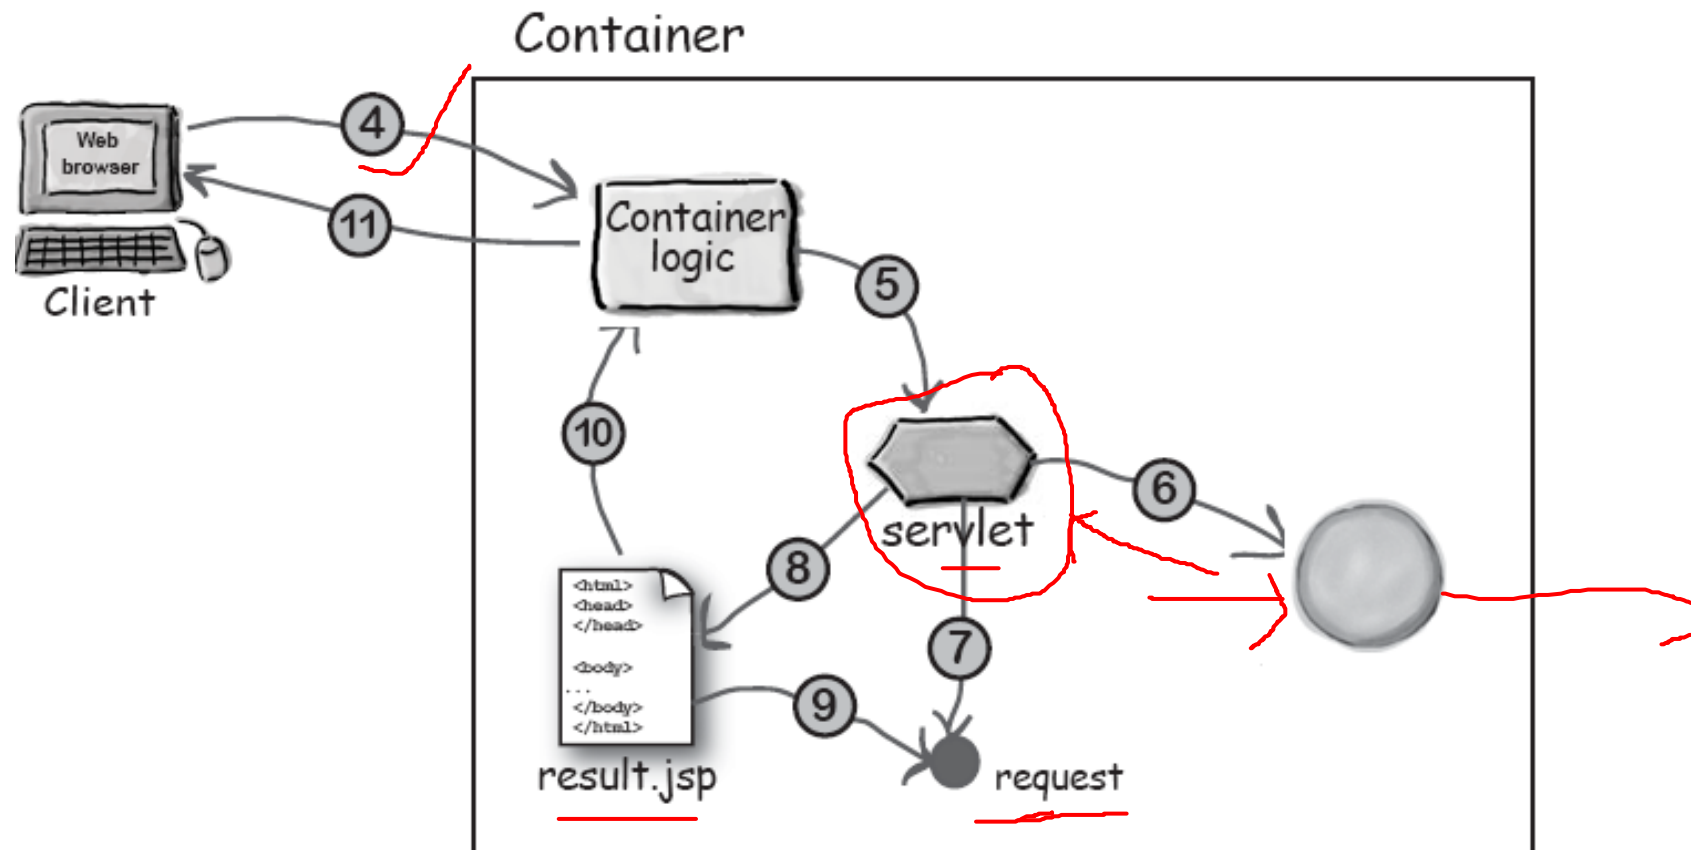 Container
Web
browser
4
11
Client
Container
logic
5
10
6
servlet
8
7
<html>
<head>
</head>
<body>
...
</body>
</html>
9
result.jsp
request